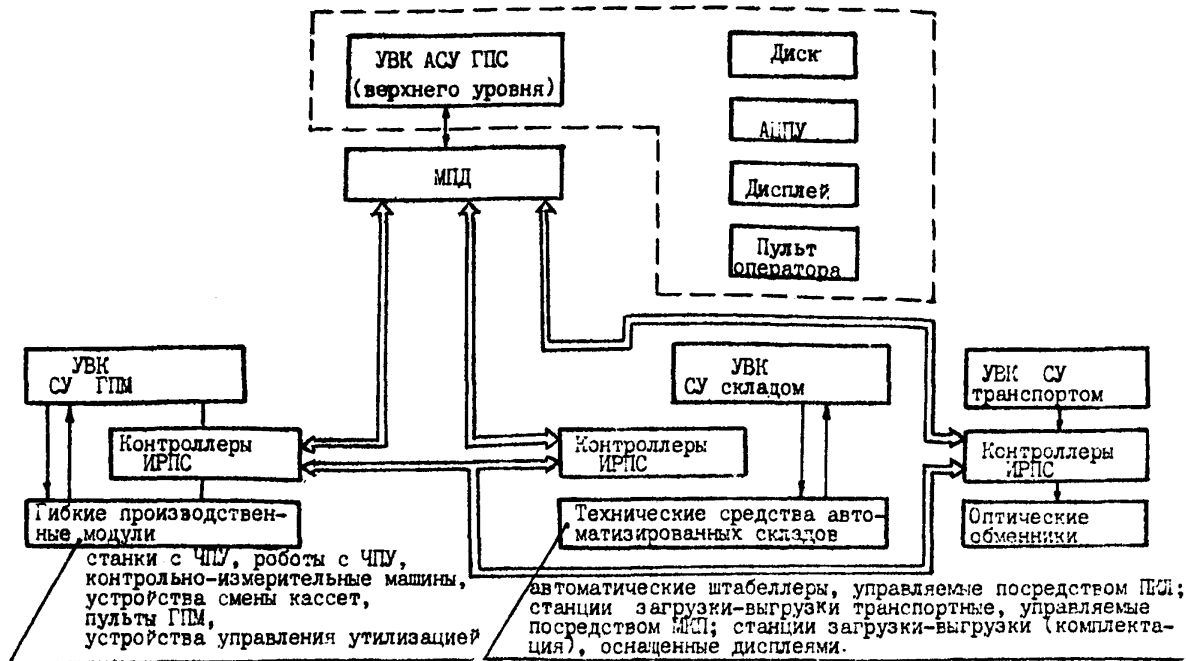 УВК АСУ ГПС
(верхнего уровня)
Диск
АЦПУ
МПД
Дисплей
Пульт
оператора
УВК
СУ ГПМ
УВК
СУ складом
УВК СУ
транспортом
Контроллеры
ИРПС
Контроллеры
ИРПС
Контроллеры
ИРПС
Гибкие производствен-
ные модули
Технические средства авто-
матизированных складов
Оптические
обменники
станки с ЧПУ, роботы с ЧПУ,
контрольно-измерительные машины,
устройства смены кассет,
пульты ГПМ,
устройства управления утилизацией
автоматические штабеллеры, управляемые посредством
станции загрузки-выгрузки транспортные, управляемые
посредством МКП; станции загрузки-выгрузки (комплекта-
ция), оснащенные дисплеями.